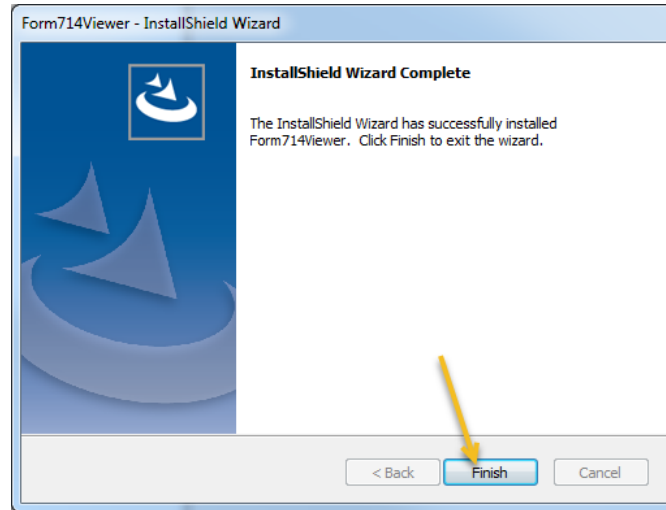 Form714Viewer - InstallShield Wizard
InstallShield Wizard Complete
The InstallShield Wizard has successfully installed
Form714Viewer. Click Finish to exit the wizard.
< Back
Finish
Cancel